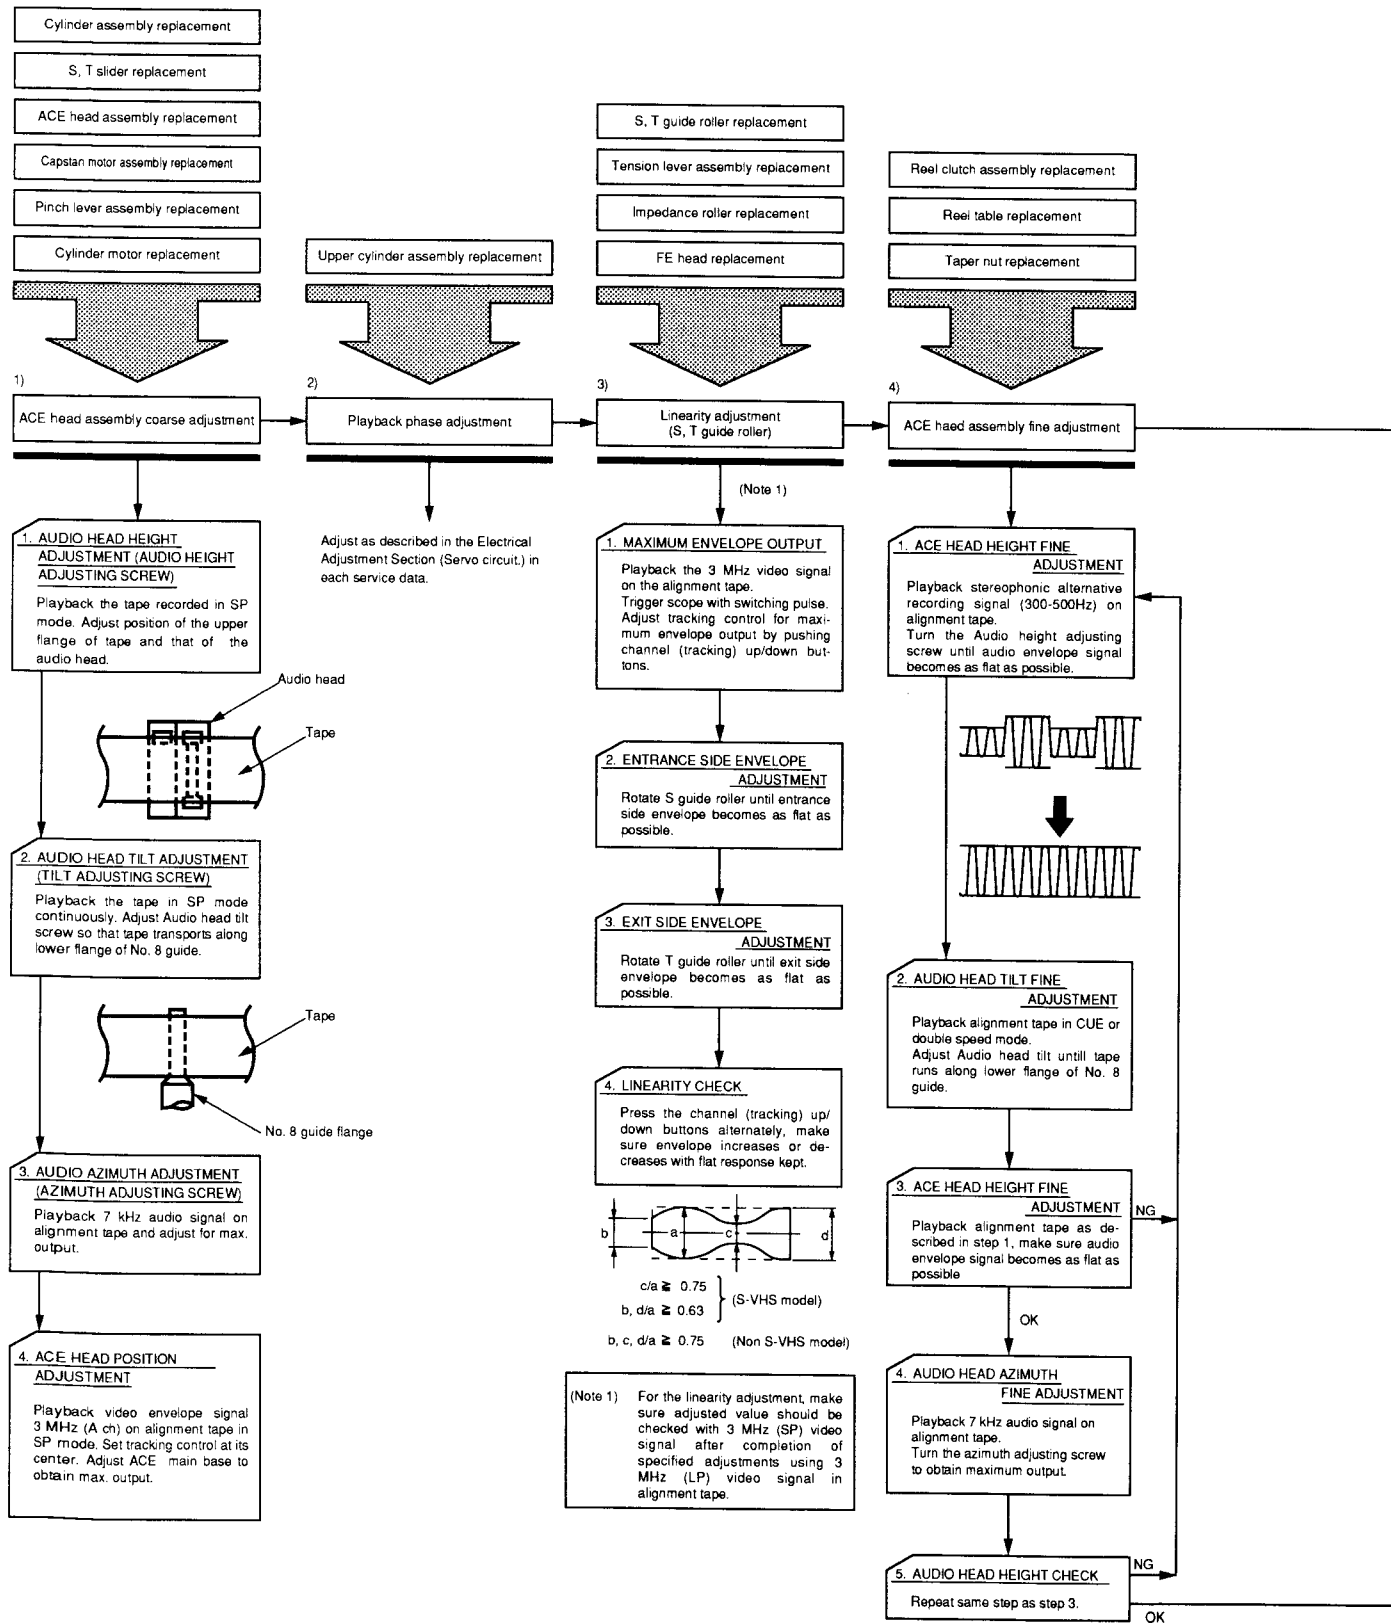 Cylinder assembly replacement
S, T slider replacement
ACE head assembly replacement
Capstan motor assembly replacement
Pinch lever assembly replacement
Cylinder motor replacement
1)
ACE head assembly coarse adjustment
1. AUDIO HEAD HEIGHT
ADJUSTMENT (AUDIO HEIGHT
ADJUSTING SCREW)
Playback the tape recorded in SP
mode. Adjust position of the upper
flange of tape and that of the
audio head.
Audio head
Tape
2. AUDIO HEAD TILT ADJUSTMENT
(TILT ADJUSTING SCREW)
Playback the tape in SP mode
continuously. Adjust Audio head tilt
screw so that tape transports along
lower flange of No. 8 guide.
Tape
No. 8 guide flange
3. AUDIO AZIMUTH ADJUSTMENT
(AZIMUTH ADJUSTING SCREW)
Playback 7 kHz audio signal on
alignment tape and adjust for max.
output.
4. ACE HEAD POSITION
ADJUSTMENT
Playback video envelope signal
3 MHz (A ch) on alignment tape in
SP mode. Set tracking control at its
center. Adjust ACE main base to
obtain max. output.
Upper cylinder assembly replacement
2)
Playback phase adjustment
Adjust as described in the Electrical
Adjustment Section (Servo circuit.) in
each service data.
S, T guide roller replacement
Tension lever assembly replacement
Impedance roller replacement
FE head replacement
3)
Linearity adjustment
(S, T guide roller)
(Note 1)
1. MAXIMUM ENVELOPE OUTPUT
Playback the 3 MHz video signal
on the alignment tape.
Trigger scope with switching pulse.
Adjust tracking control for maxi-
mum envelope output by pushing
channel (tracking) up/down but-
tons.
2. ENTRANCE SIDE ENVELOPE
ADJUSTMENT
Rotate S guide roller until entrance
side envelope becomes as flat as
possible.
3. EXIT SIDE ENVELOPE
ADJUSTMENT
Rotate T guide roller until exit side
envelope becomes as flat as
possible.
4. LINEARITY CHECK
Press the channel (tracking) up/
down buttons alternately, make
sure envelope increases or de-
creases with flat response kept.
b a c d
c/a ≧ 0.75
b, d/a ≧ 0.63
(S-VHS model)
b, c, d/a ≧ 0.75 (Non S-VHS model)
(Note 1) For the linearity adjustment, make
sure adjusted value should be
checked with 3 MHz (SP) video
signal after completion of
specified adjustments using 3
MHz (LP) video signal in
alignment tape.
Reel clutch assembly replacement
Reel table replacement
Taper nut replacement
4)
ACE haed assembly fine adjustment
1. ACE HEAD HEIGHT FINE
ADJUSTMENT
Playback stereophonic alternative
recording signal (300-500Hz) on
alignment tape.
Turn the Audio height adjusting
screw until audio envelope signal
becomes as flat as possible.
2. AUDIO HEAD TILT FINE
ADJUSTMENT
Playback alignment tape in CUE or
double speed mode.
Adjust Audio head tilt untill tape
runs along lower flange of No. 8
guide.
3. ACE HEAD HEIGHT FINE
ADJUSTMENT
Playback alignment tape as de-
scribed in step 1, make sure audio
envelope signal becomes as flat as
possible
NG
OK
4. AUDIO HEAD AZIMUTH
FINE ADJUSTMENT
Playback 7 kHz audio signal on
alignment tape.
Turn the azimuth adjusting screw
to obtain maximum output.
5. AUDIO HEAD HEIGHT CHECK
Repeat same step as step 3.
NG
OK